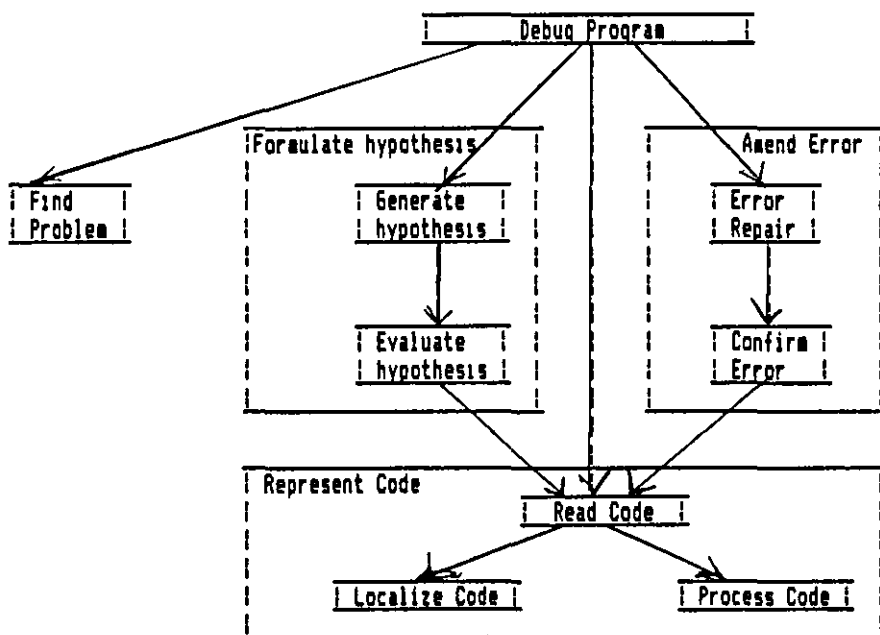 Debug Program
Formulate hypothesis
Amend Error
Find
Problem
Generate
hypothesis
Error
Repair
Evaluate
hypothesis
Confirm
Error
Represent Code
Read Code
Localize Code
Process Code